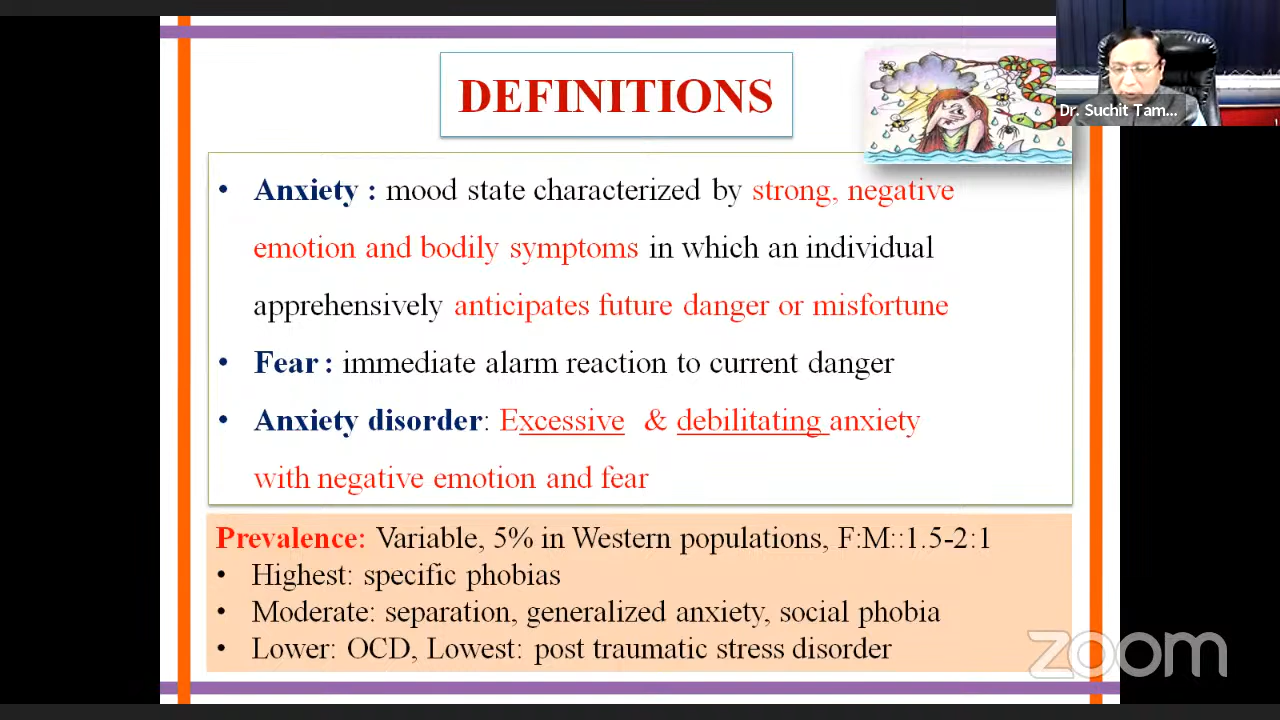 DEFINITIONS
Dr. Suchit Tam...
• Anxiety : mood state characterized by strong, negative
emotion and bodily symptoms in which an individual
apprehensively anticipates future danger or misfortune
• Fear : immediate alarm reaction to current danger
• Anxiety disorder: Excessive & debilitating anxiety
with negative emotion and fear
Prevalence: Variable, 5% in Western populations, F:M::1.5-2:1
• Highest: specific phobias
• Moderate: separation, generalized anxiety, social phobia
• Lower: OCD, Lowest: post traumatic stress disorder
zoom